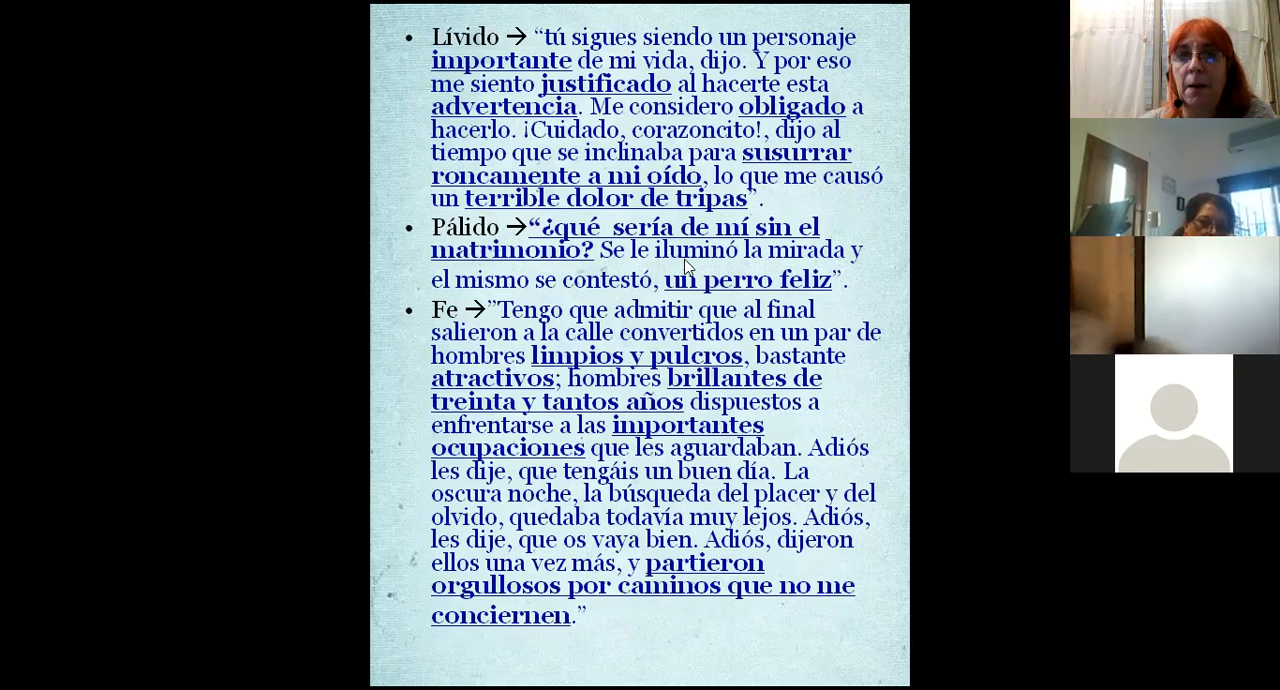 • Lívido → “tú sigues siendo un personaje
importante de mi vida, dijo. Y por eso
me siento justificado al hacerte esta
advertencia. Me considero obligado a
hacerlo. ¡Cuidado, corazoncito!, dijo al
tiempo que se inclinaba para susurrar
roncamente a mi oído, lo que me causó
un terrible dolor de tripas”.
• Pálido →“¿qué sería de mí sin el
matrimonio? Se le iluminó la mirada y
el mismo se contestó, un perro feliz”.
• Fe →”Tengo que admitir que al final
salieron a la calle convertidos en un par de
hombres limpios y pulcros, bastante
atractivos; hombres brillantes de
treinta y tantos años dispuestos a
enfrentarse a las importantes
ocupaciones que les aguardaban. Adiós
les dije, que tengáis un buen día. La
oscura noche, la búsqueda del placer y del
olvido, quedaba todavía muy lejos. Adiós,
les dije, que os vaya bien. Adiós, dijeron
ellos una vez más, y partieron
orgullosos por caminos que no me
conciernen.”